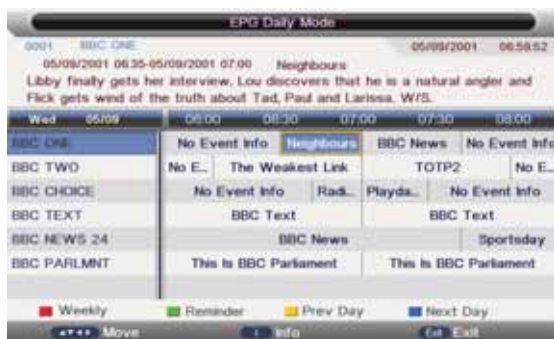 EPG Daily Mode
0001 BBC ONE 05/09/2001 06:59:52
05/09/2001 06:35-05/09/2001 07:00 Neighbours
Libby finally gets her interview, Lou discovers that he is a natural angler and
Flick gets wind of the truth about Tad, Paul and Larissa. W/S.
Wed 05/09 06:00 06:30 07:00 07:30 08:00
BBC ONE No Event Info Neighbours BBC News No Event Info
BBC TWO No E... The Weakest Link TOTP2 No E...
BBC CHOICE No Event Info Radi... Playda... No Event Info
BBC TEXT BBC Text BBC Text
BBC NEWS 24 BBC News Sportsday
BBC PARLMNT This Is BBC Parliament This Is BBC Parliament
Weekly Reminder Prev Day Next Day
Move i Info Exit Exit